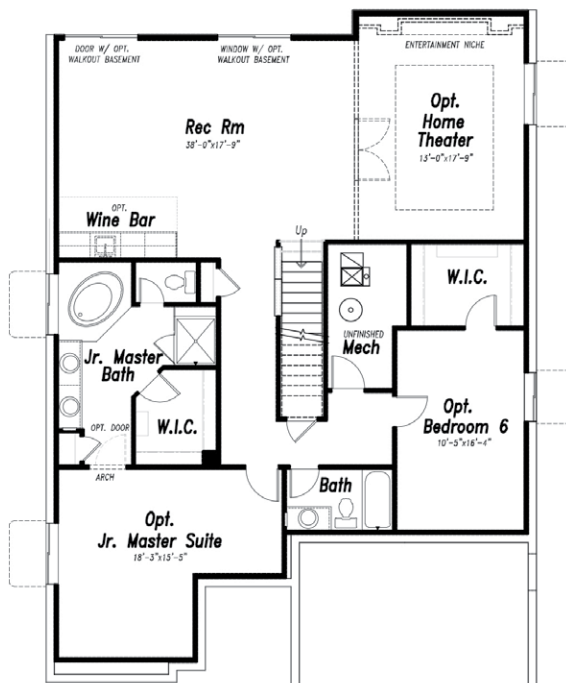 DOOR W/ OPT.
WALKOUT BASEMENT
WINDOW W/ OPT.
WALKOUT BASEMENT
ENTERTAINMENT NICHE
Rec Rm
38'-0"x17'-9"
Opt.
Home
Theater
13'-0"x17'-9"
OPT.
Wine Bar
Up
W.I.C.
UNFINISHED
Mech
Jr. Master
Bath
W.I.C.
OPT. DOOR
ARCH
Opt.
Bedroom 6
10'-5"x16'-4"
Bath
Opt.
Jr. Master Suite
18'-3"x15'-5"